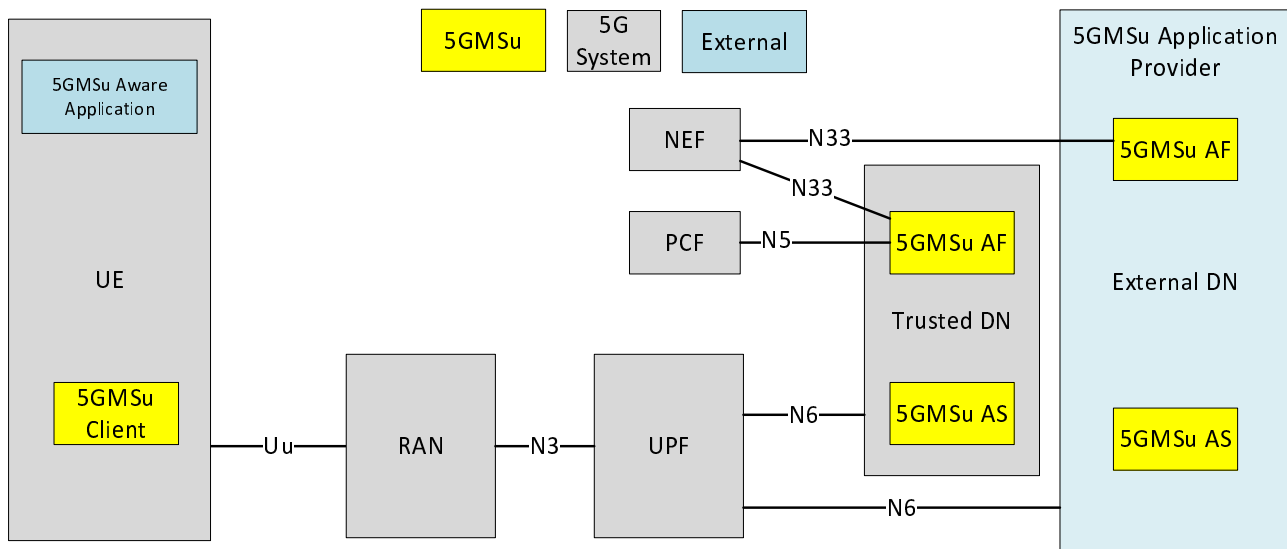 5GMSu
5G
System
External
5GMSu Application
Provider
5GMSu Aware
Application
NEF
N33
5GMSu AF
N33
PCF
N5
5GMSu AF
UE
External DN
Trusted DN
5GMSu
Client
N6
5GMSu AS
5GMSu AS
Uu
RAN
N3
UPF
N6